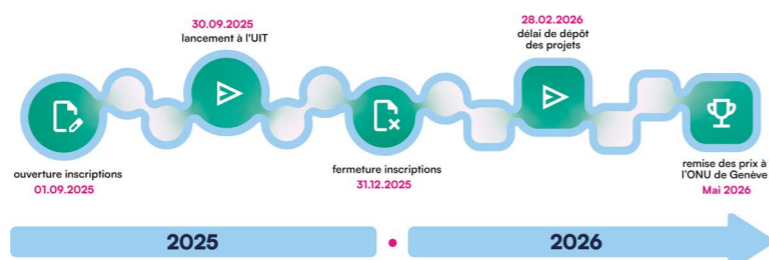 30.09.2025
lancement à l'UIT
28.02.2026
délai de dépôt
des projets
ouverture inscriptions
01.09.2025
fermeture inscriptions
31.12.2025
remise des prix à
l'ONU de Genève
Mai 2026
2025
2026